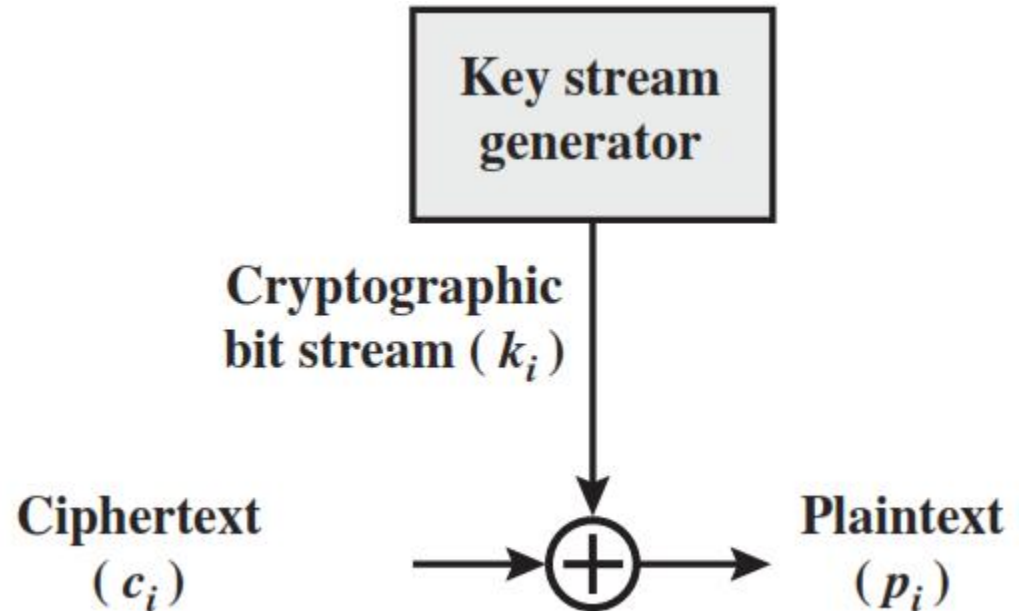 Key stream
generator
Cryptographic
bit stream ( kᵢ )
Ciphertext
( cᵢ )
Plaintext
( pᵢ )